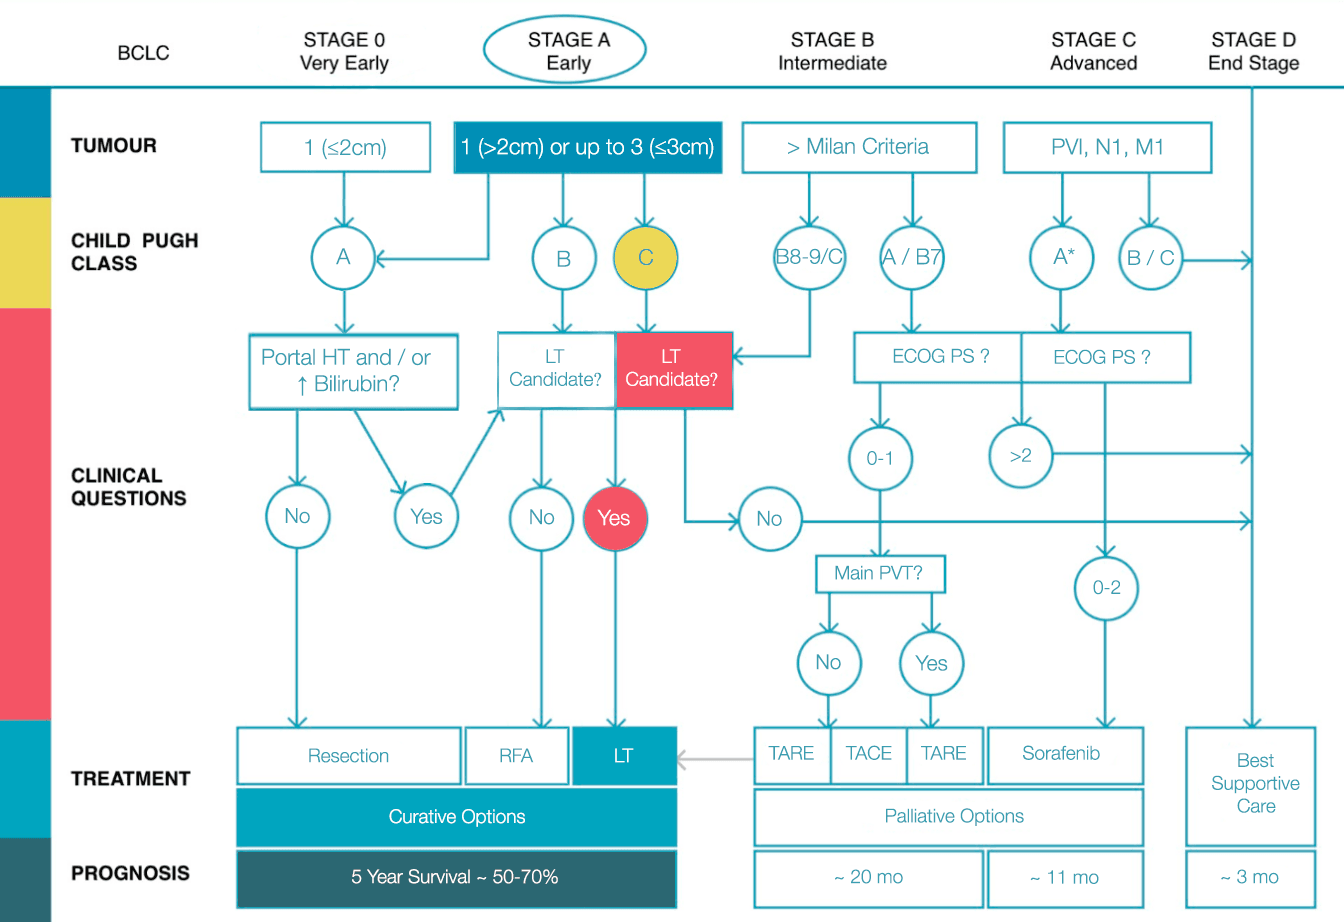 BCLC
STAGE 0
Very Early
STAGE A
Early
STAGE B
Intermediate
STAGE C
Advanced
STAGE D
End Stage
TUMOUR
1 (≤2cm)
1 (>2cm) or up to 3 (≤3cm)
> Milan Criteria
PVI, N1, M1
CHILD PUGH
CLASS
A
B
C
B8-9/C
A / B7
A*
B / C
Portal HT and / or
↑ Bilirubin?
LT
Candidate?
LT
Candidate?
ECOG PS ?
ECOG PS ?
CLINICAL
QUESTIONS
0-1
>2
No
Yes
No
Yes
No
Main PVT?
0-2
No
Yes
TREATMENT
Resection
RFA
LT
TARE
TACE
TARE
Sorafenib
Best
Supportive
Care
Curative Options
Palliative Options
PROGNOSIS
5 Year Survival ~ 50-70%
~ 20 mo
~ 11 mo
~ 3 mo